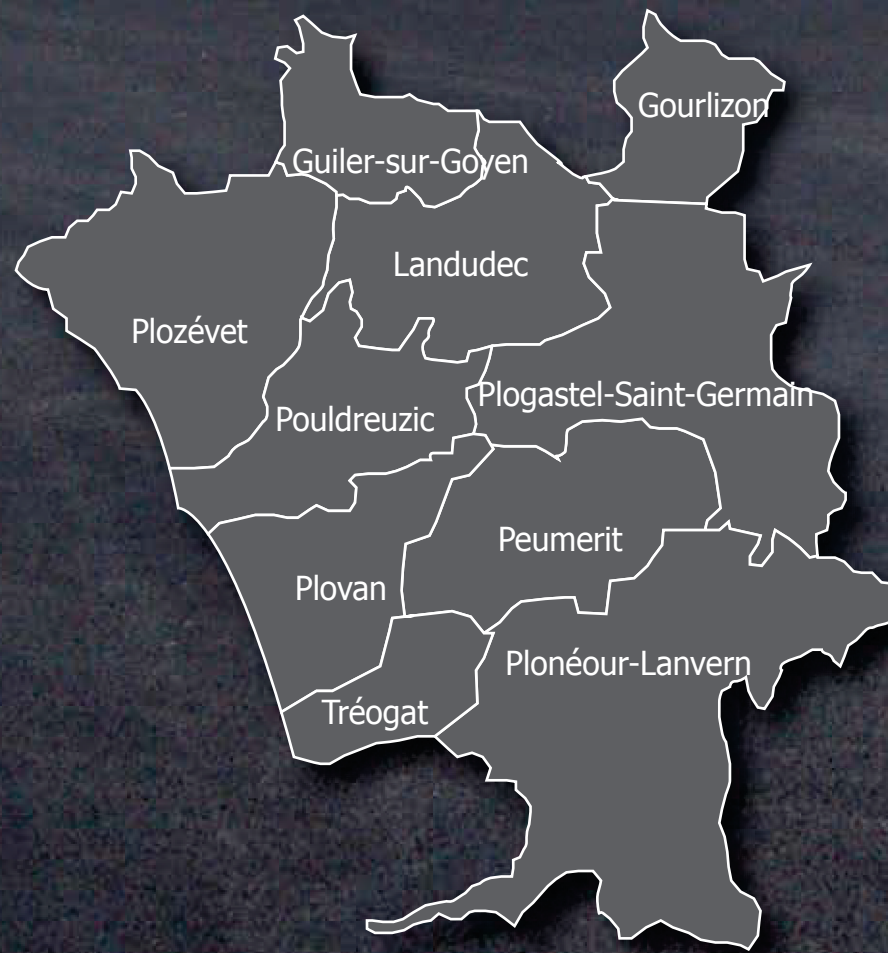 Gourlizon
Guiler-sur-Goyen
Landudec
Plozévet
Plogastel-Saint-Germain
Pouldreuzic
Peumerit
Plovan
Plonéour-Lanvern
Tréogat